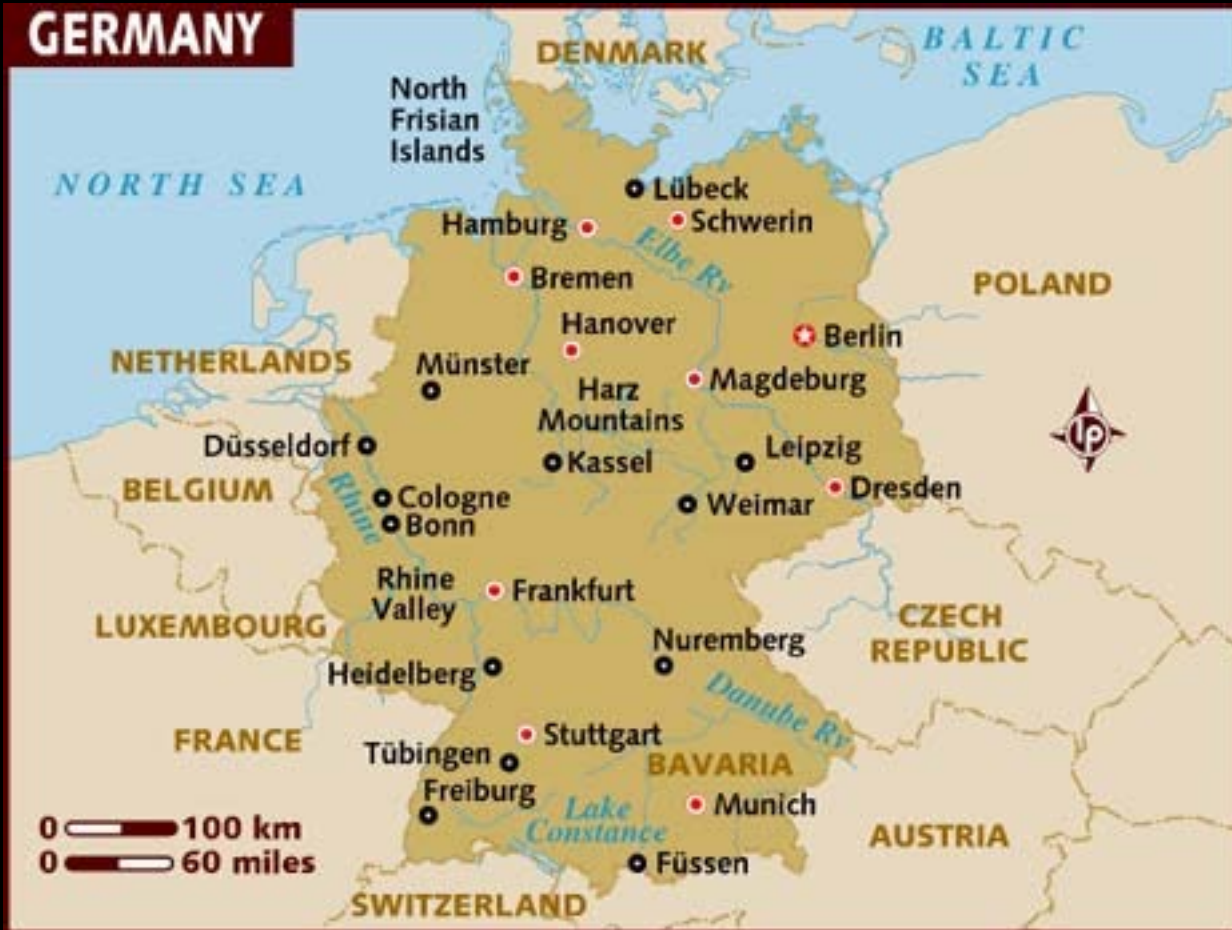 GERMANY
DENMARK
BALTIC
SEA
North
Frisian
Islands
NORTH SEA
Lübeck
Hamburg
Schwerin
Elbe Rv
Bremen
POLAND
Hanover
Berlin
NETHERLANDS
Münster
Magdeburg
Harz
Mountains
lp
Düsseldorf
Kassel
Leipzig
BELGIUM
Rhine
Cologne
Weimar
Dresden
Bonn
Rhine
Valley
Frankfurt
LUXEMBOURG
CZECH
REPUBLIC
Nuremberg
Heidelberg
Danube Rv
FRANCE
Stuttgart
Tübingen
BAVARIA
Freiburg
Lake
Constance
Munich
0 100 km
0 60 miles
AUSTRIA
Füssen
SWITZERLAND